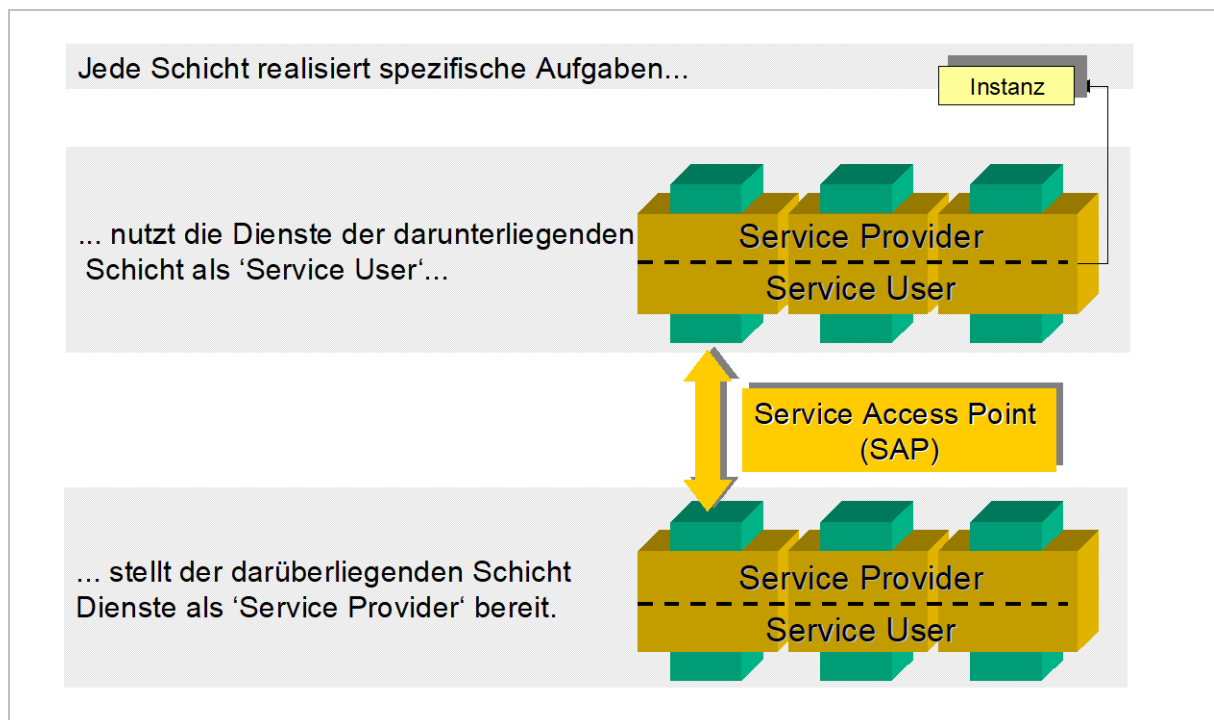 Jede Schicht realisiert spezifische Aufgaben...
Instanz
... nutzt die Dienste der darunterliegenden
Schicht als ‘Service User‘...
Service Provider
Service User
Service Access Point
(SAP)
... stellt der darüberliegenden Schicht
Dienste als ‘Service Provider‘ bereit.
Service Provider
Service User